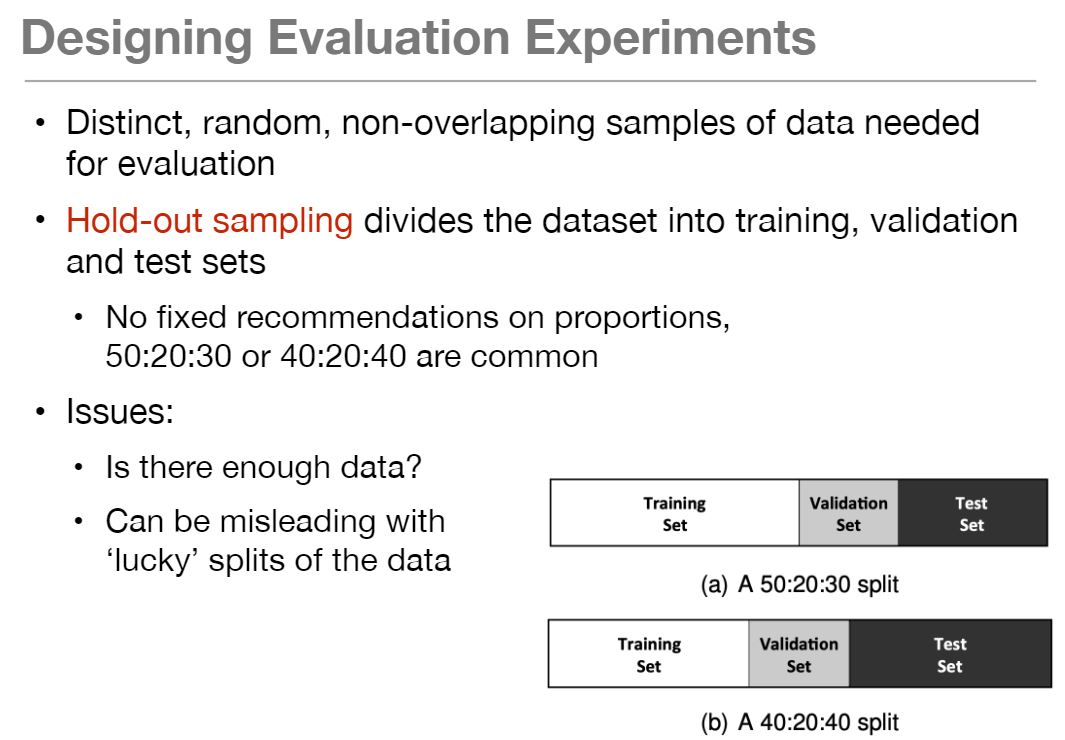 Designing Evaluation Experiments
• Distinct, random, non-overlapping samples of data needed
for evaluation
• Hold-out sampling divides the dataset into training, validation
and test sets
• No fixed recommendations on proportions,
50:20:30 or 40:20:40 are common
• Issues:
• Is there enough data?
• Can be misleading with
‘lucky’ splits of the data
Training
Set
Validation
Set
Test
Set
(a) A 50:20:30 split
Training
Set
Validation
Set
Test
Set
(b) A 40:20:40 split